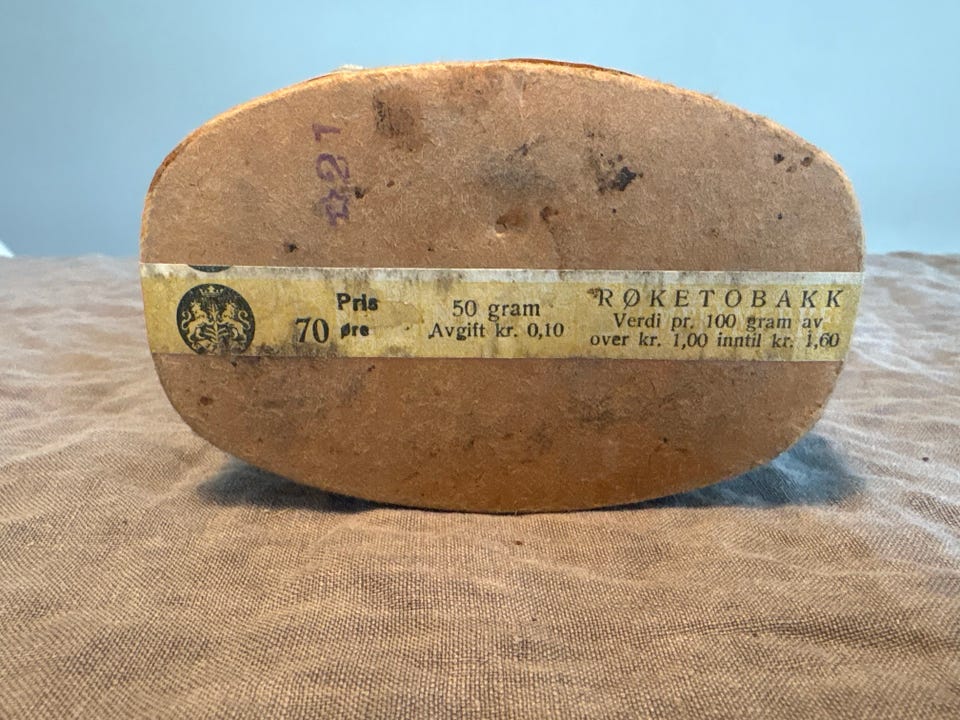 Pris
70 øre
50 gram
Avgift kr. 0,10
RØKETOBAKK
Verdi pr. 100 gram av
over kr. 1,00 inntil kr. 1,60